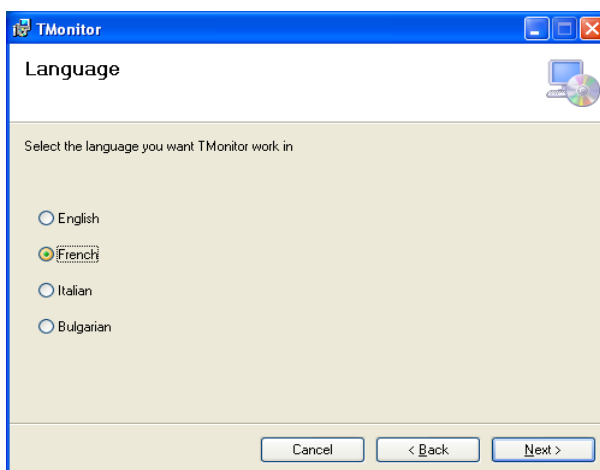 TMonitor
Language
Select the language you want TMonitor work in
English
French
Italian
Bulgarian
Cancel
< Back
Next >